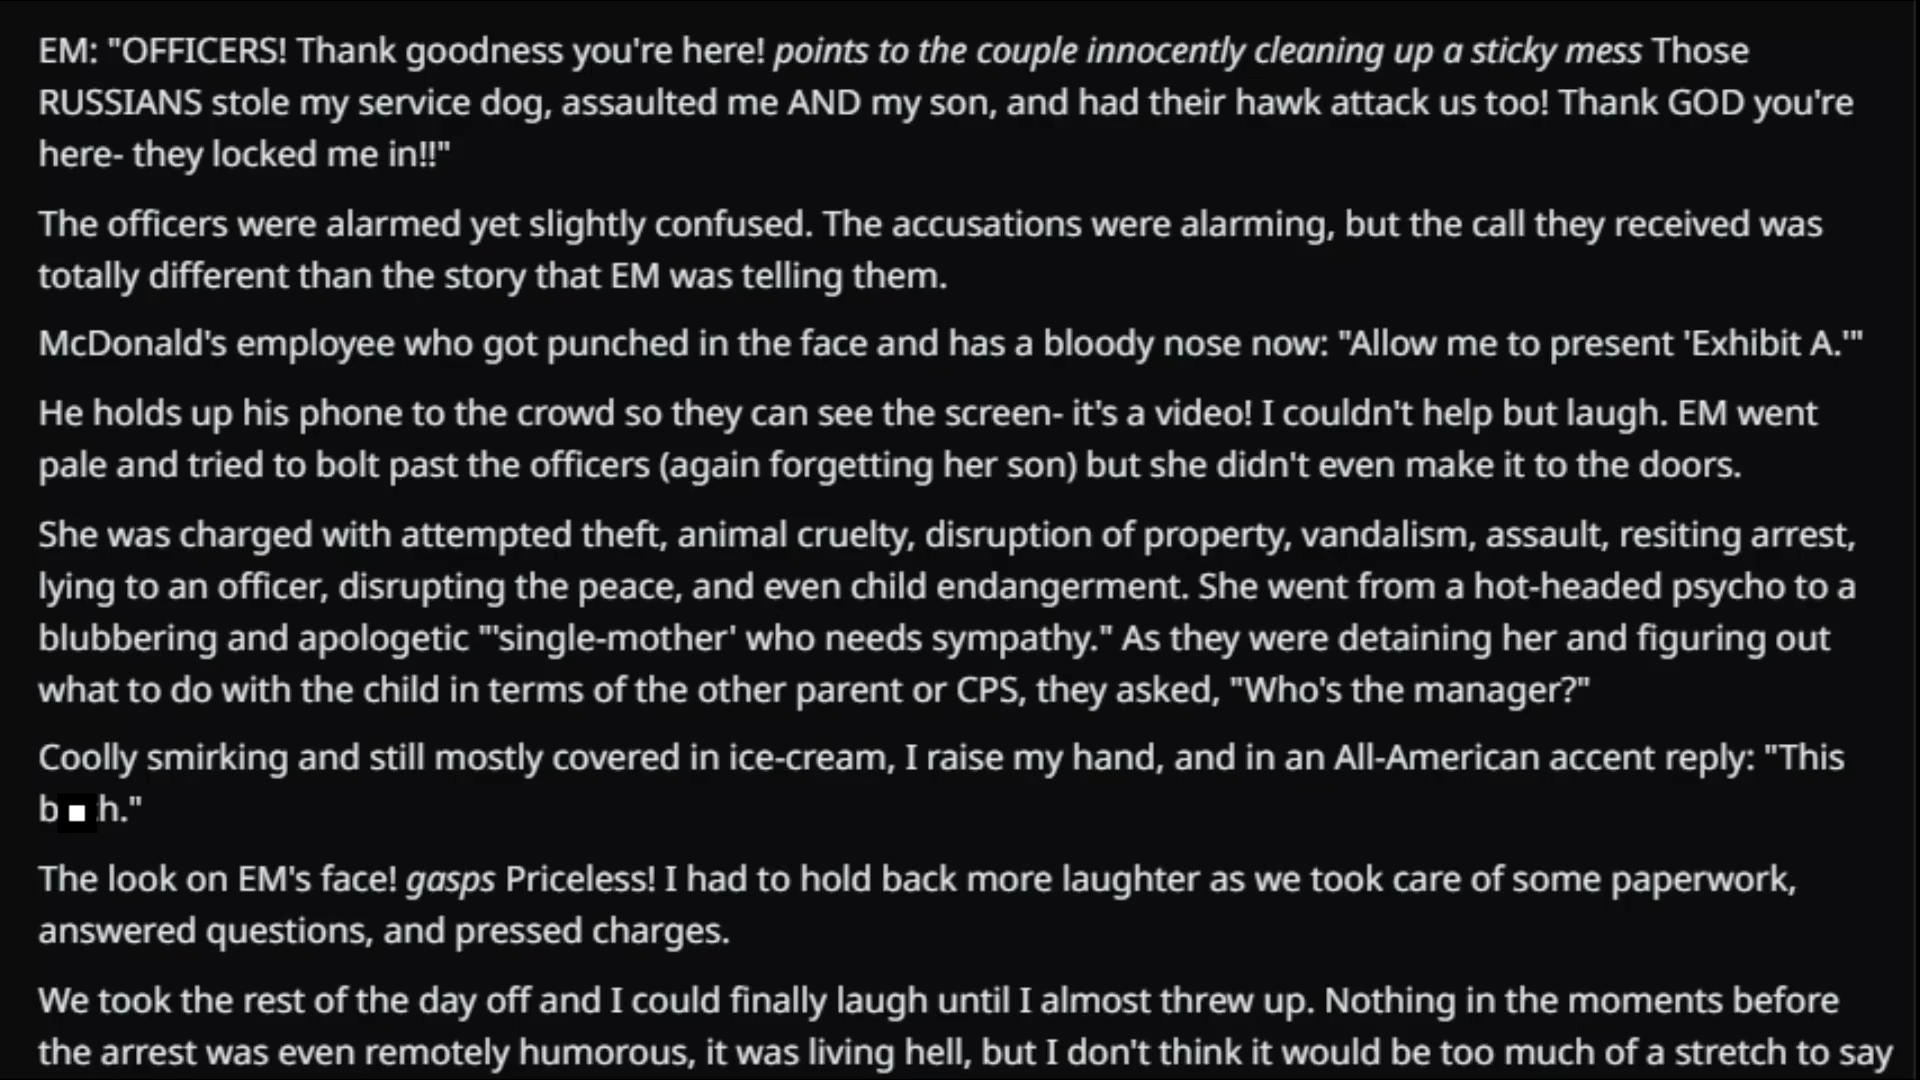 EM: "OFFICERS! Thank goodness you're here! points to the couple innocently cleaning up a sticky mess Those
RUSSIANS stole my service dog, assaulted me AND my son, and had their hawk attack us too! Thank GOD you're
here- they locked me in!!"
The officers were alarmed yet slightly confused. The accusations were alarming, but the call they received was
totally different than the story that EM was telling them.
McDonald's employee who got punched in the face and has a bloody nose now: "Allow me to present 'Exhibit A.'"
He holds up his phone to the crowd so they can see the screen- it's a video! I couldn't help but laugh. EM went
pale and tried to bolt past the officers (again forgetting her son) but she didn't even make it to the doors.
She was charged with attempted theft, animal cruelty, disruption of property, vandalism, assault, resiting arrest,
lying to an officer, disrupting the peace, and even child endangerment. She went from a hot-headed psycho to a
blubbering and apologetic "'single-mother' who needs sympathy." As they were detaining her and figuring out
what to do with the child in terms of the other parent or CPS, they asked, "Who's the manager?"
Coolly smirking and still mostly covered in ice-cream, I raise my hand, and in an All-American accent reply: "This
b■h."
The look on EM's face! gasps Priceless! I had to hold back more laughter as we took care of some paperwork,
answered questions, and pressed charges.
We took the rest of the day off and I could finally laugh until I almost threw up. Nothing in the moments before
the arrest was even remotely humorous, it was living hell, but I don't think it would be too much of a stretch to say